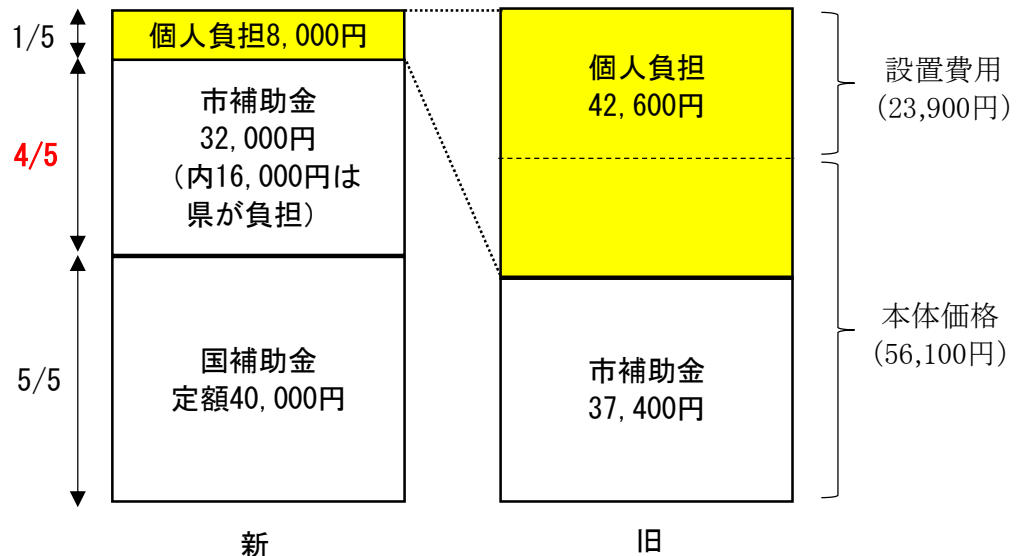 1/5
個人負担8,000円
4/5
市補助金
32,000円
（内16,000円は
県が負担）
5/5
国補助金
定額40,000円
新
個人負担
42,600円
市補助金
37,400円
旧
設置費用
(23,900円)
本体価格
(56,100円)